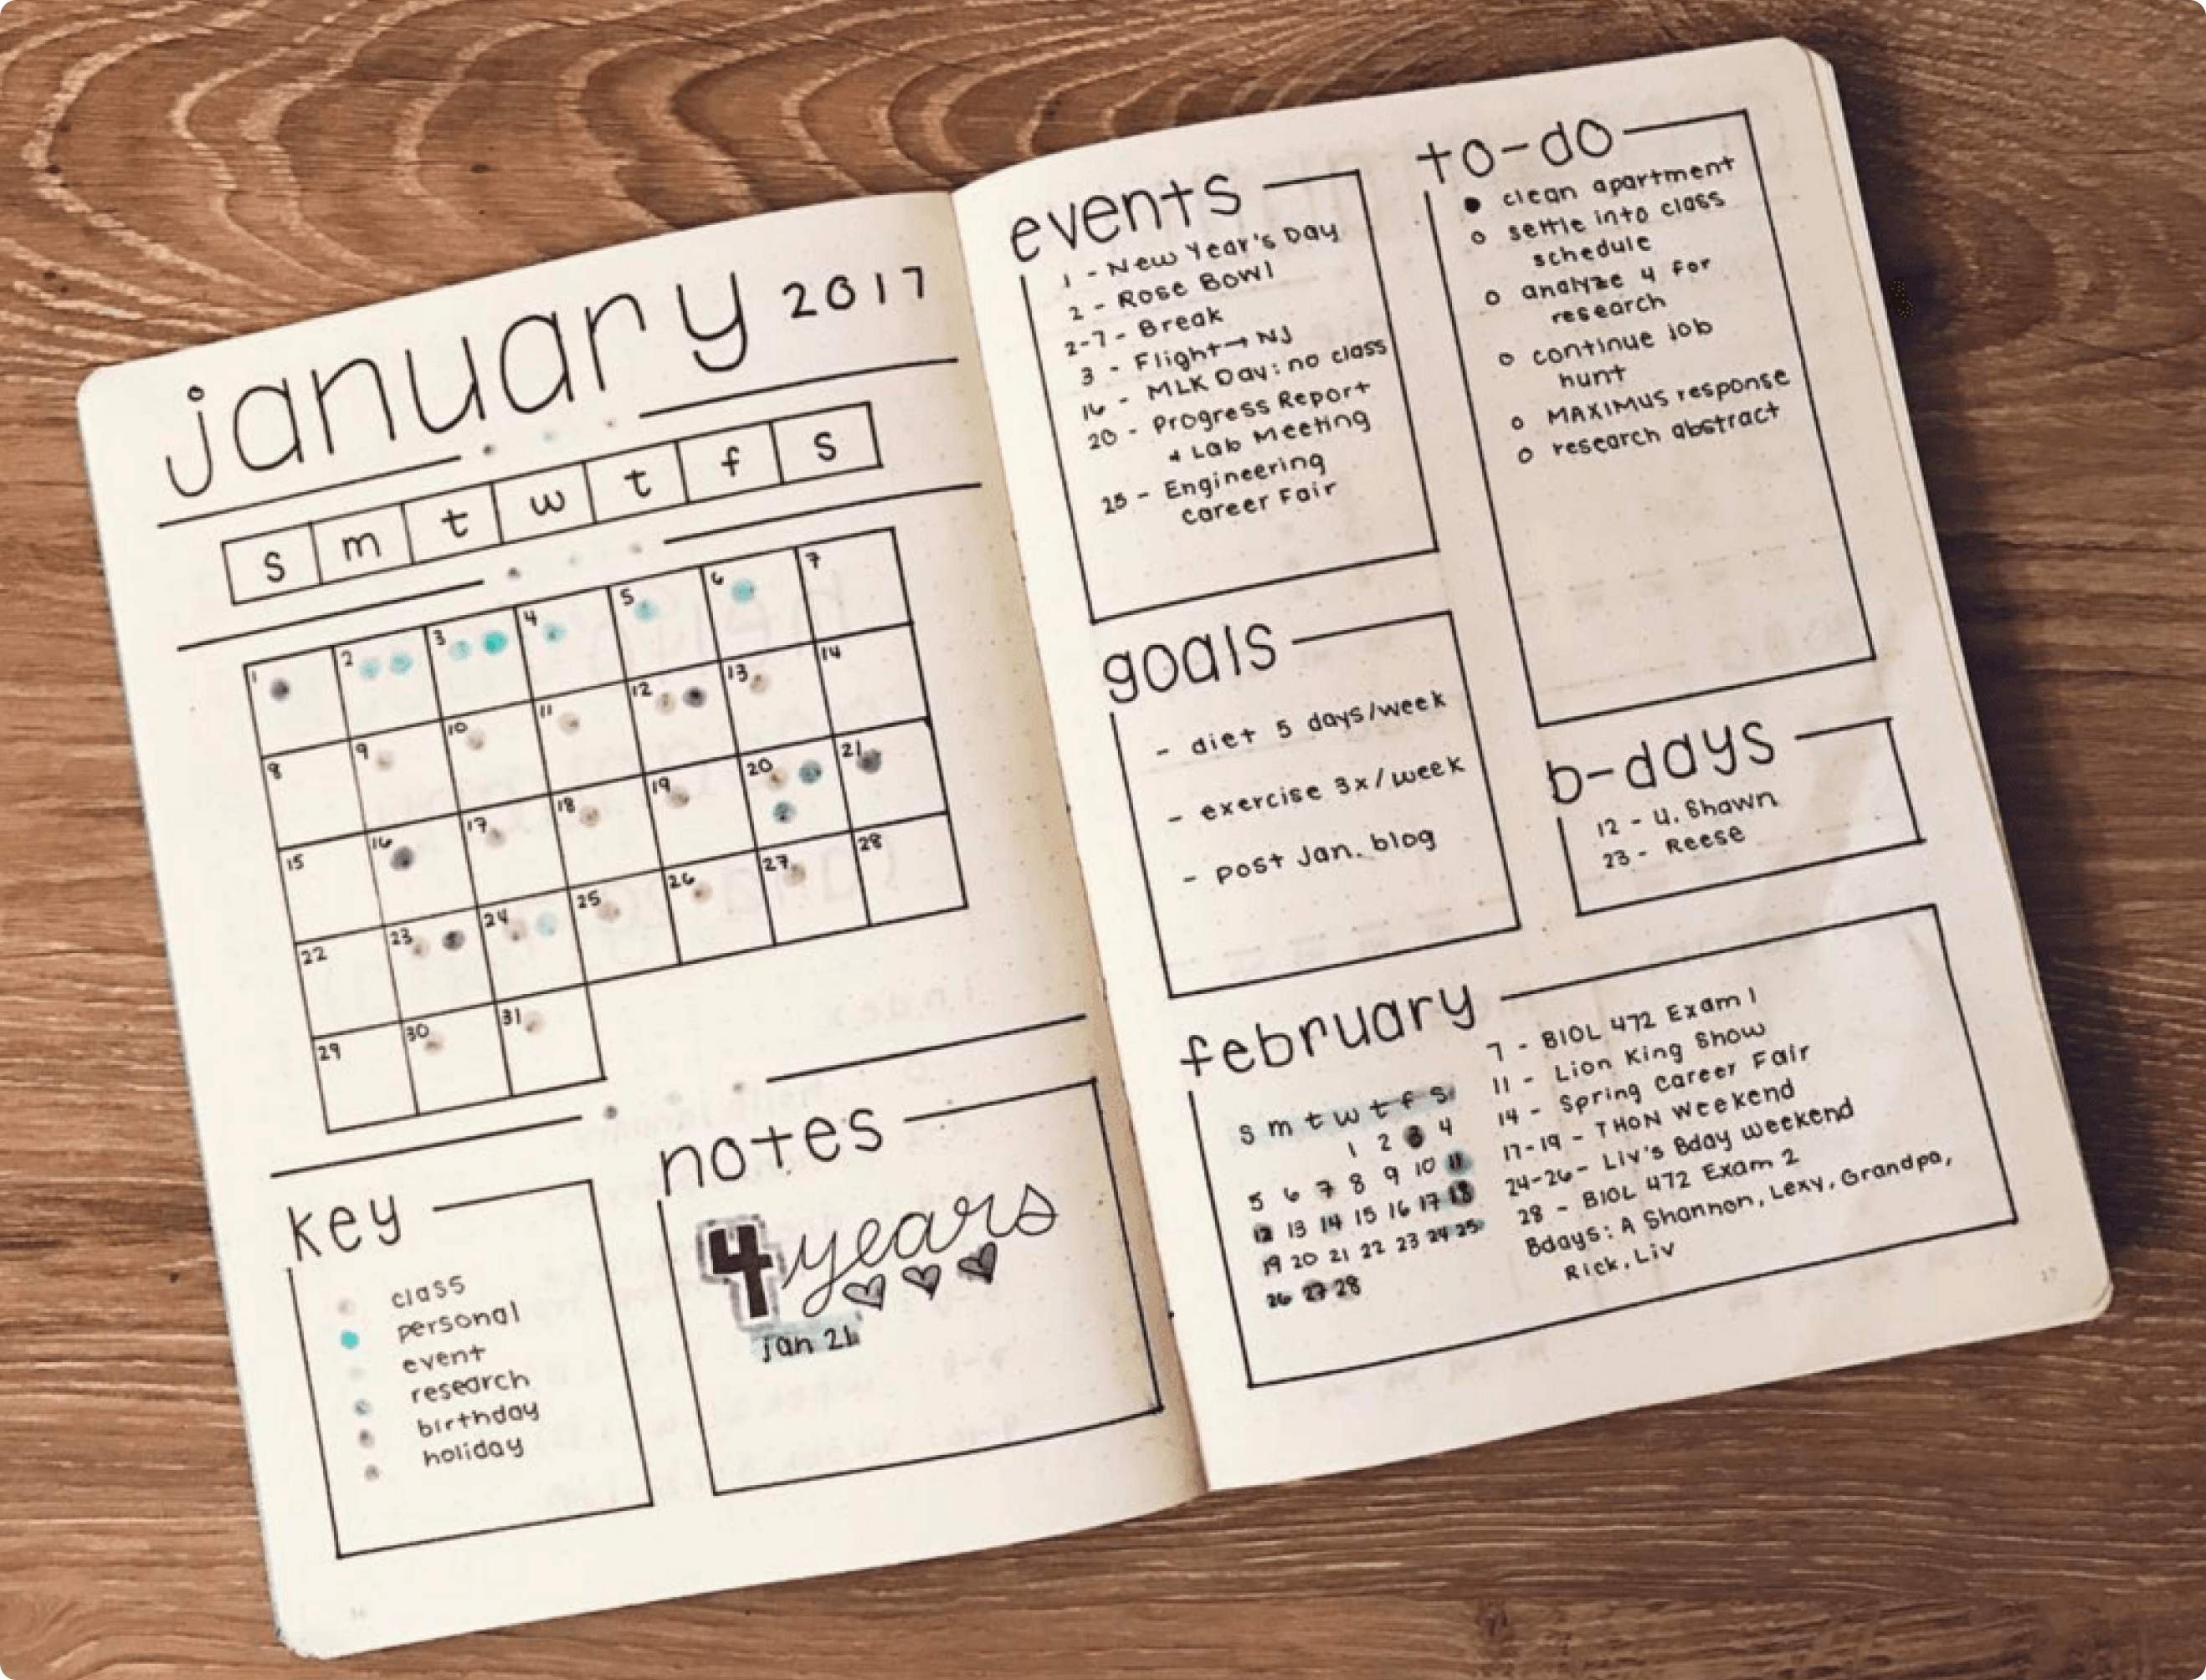 january 2017
s m t w t f s
1 2 3 4 5 6 7
8 9 10 11 12 13 14
15 16 17 18 19 20 21
22 23 24 25 26 27 28
29 30 31
key
class
personal
event
research
birthday
holiday
notes
4 years
jan 21
events
1 - New Year's Day
2 - Rose Bowl
2-7 - Break
3 - Flight → NJ
16 - MLK Day: no class
20 - Progress Report
& Lab Meeting
25 - Engineering
Career Fair
goals
- diet 5 days/week
- exercise 3x/week
- post Jan. blog
to-do
clean apartment
settle into class
schedule
analyze 4 for
research
continue job
hunt
MAXIMUS response
research abstract
b-days
12 - U. Shawn
23 - Reese
february
s m t w t f s
1 2 3 4
5 6 7 8 9 10 11
12 13 14 15 16 17 18
19 20 21 22 23 24 25
26 27 28
7 - BIOL 472 Exam 1
11 - Lion King Show
14 - Spring Career Fair
17-19 - THON Weekend
24-26 - Liv's Bday Weekend
28 - BIOL 472 Exam 2
Bdays: A Shannon, Lexy, Grandpa,
Rick, Liv